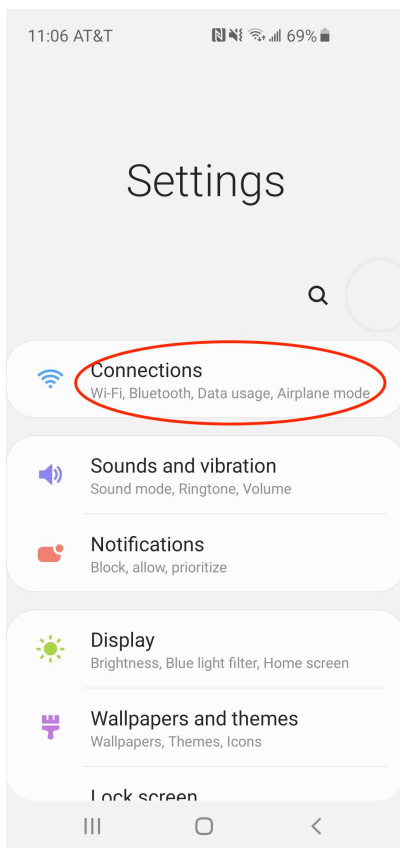 11:06 AT&T 69%
Settings
Connections
Wi-Fi, Bluetooth, Data usage, Airplane mode
Sounds and vibration
Sound mode, Ringtone, Volume
Notifications
Block, allow, prioritize
Display
Brightness, Blue light filter, Home screen
Wallpapers and themes
Wallpapers, Themes, Icons
Lock screen